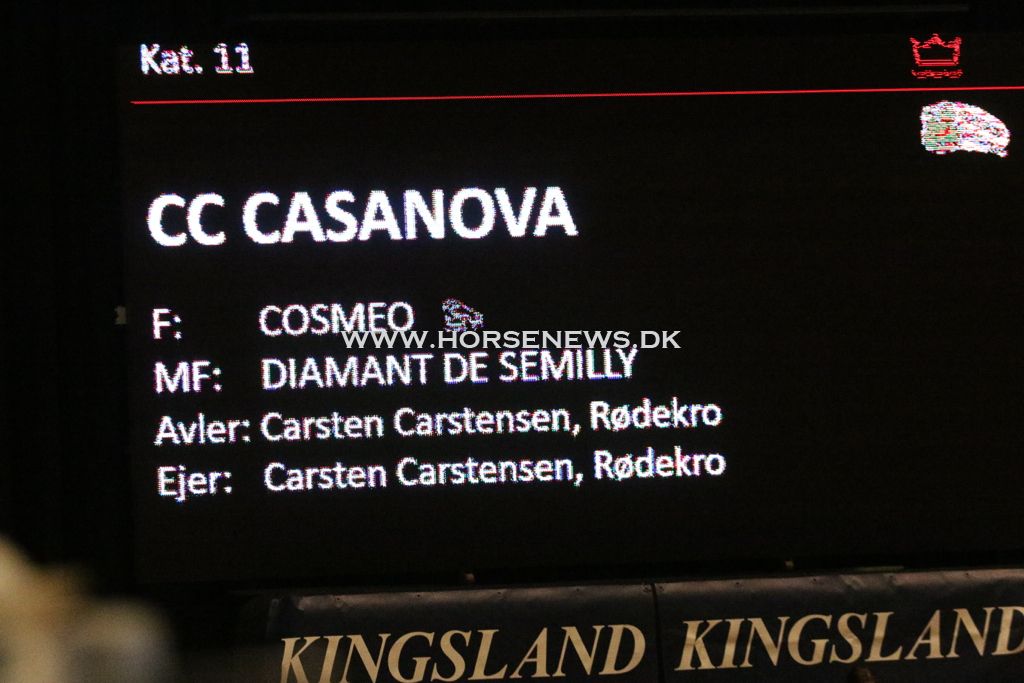 Kat. 11
CC CASANOVA
F: COSMEO
WWW.HORSENEWS.DK
MF: DIAMANT DE SEMILLY
Avler: Carsten Carstensen, Rødekro
Ejer: Carsten Carstensen, Rødekro
KINGSLAND KINGSLAND